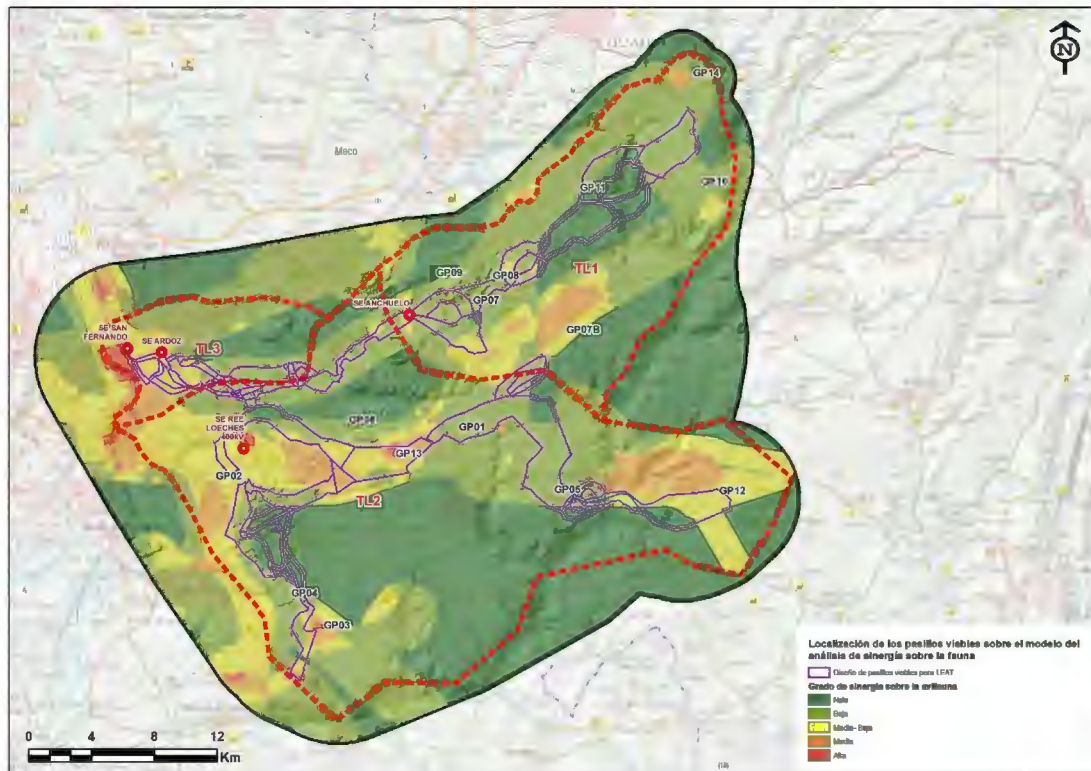 N
GP14
Meco
GP11
GP10
GP09
GP08
TL1
SE ANCHUELO
GP07
GP07B
SE SAN
FERNANDO
SE ARDOZ
TL3
SE REE
LOECHES
400kV
GP01
GP13
GP02
GP05
GP12
TL2
GP04
GP03
Localización de los pasillos viables sobre el modelo del
análisis de sinergia sobre la fauna
Diseño de pasillos viables para LEAT
Grado de sinergia sobre la avifauna
Nula
Baja
Media- Baja
Media
Alta
0 4 8 12
Km